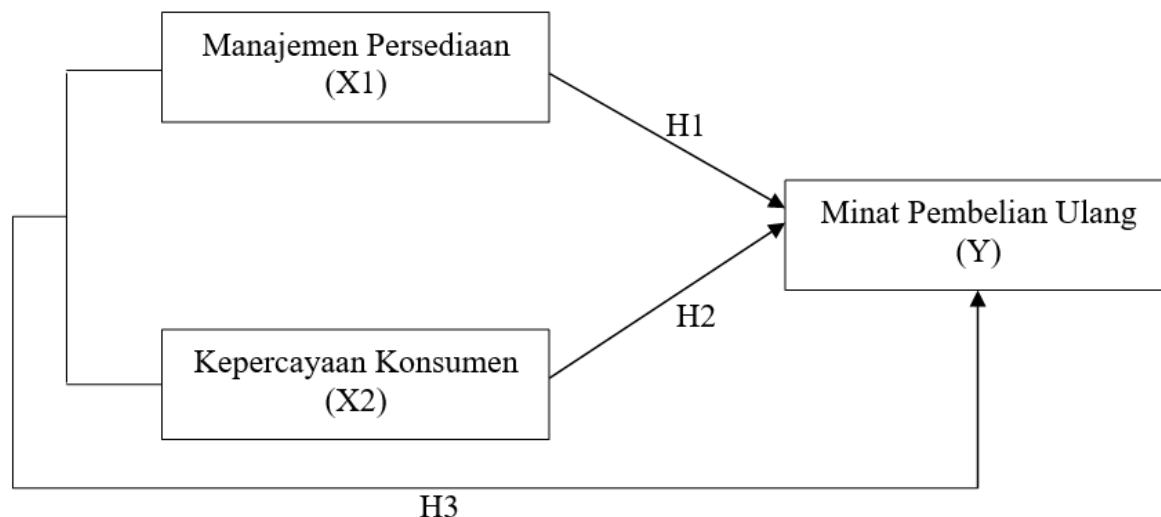 Manajemen Persediaan
(X1)
H1
Minat Pembelian Ulang
(Y)
H2
Kepercayaan Konsumen
(X2)
H3